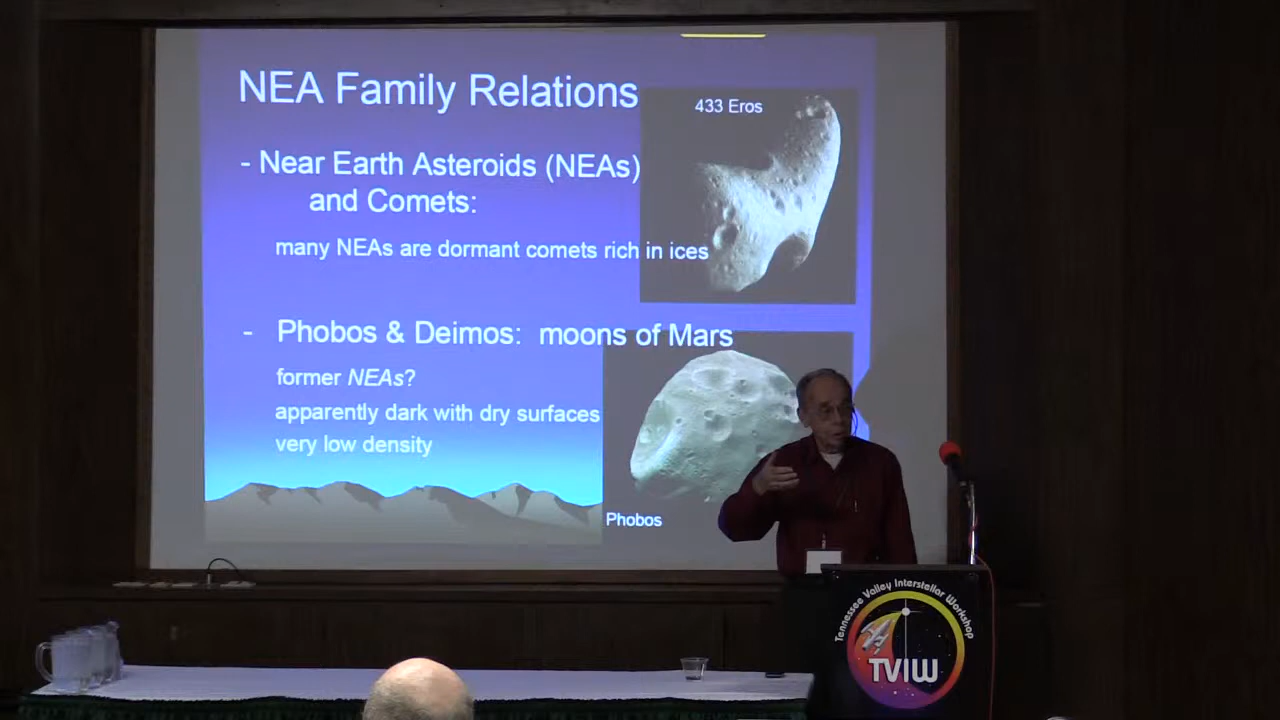 NEA Family Relations
433 Eros
- Near Earth Asteroids (NEAs)
and Comets:
many NEAs are dormant comets rich in ices
- Phobos & Deimos: moons of Mars
former NEAs?
apparently dark with dry surfaces
very low density
Phobos
Tennessee Valley Interstellar Workshop
TVIW